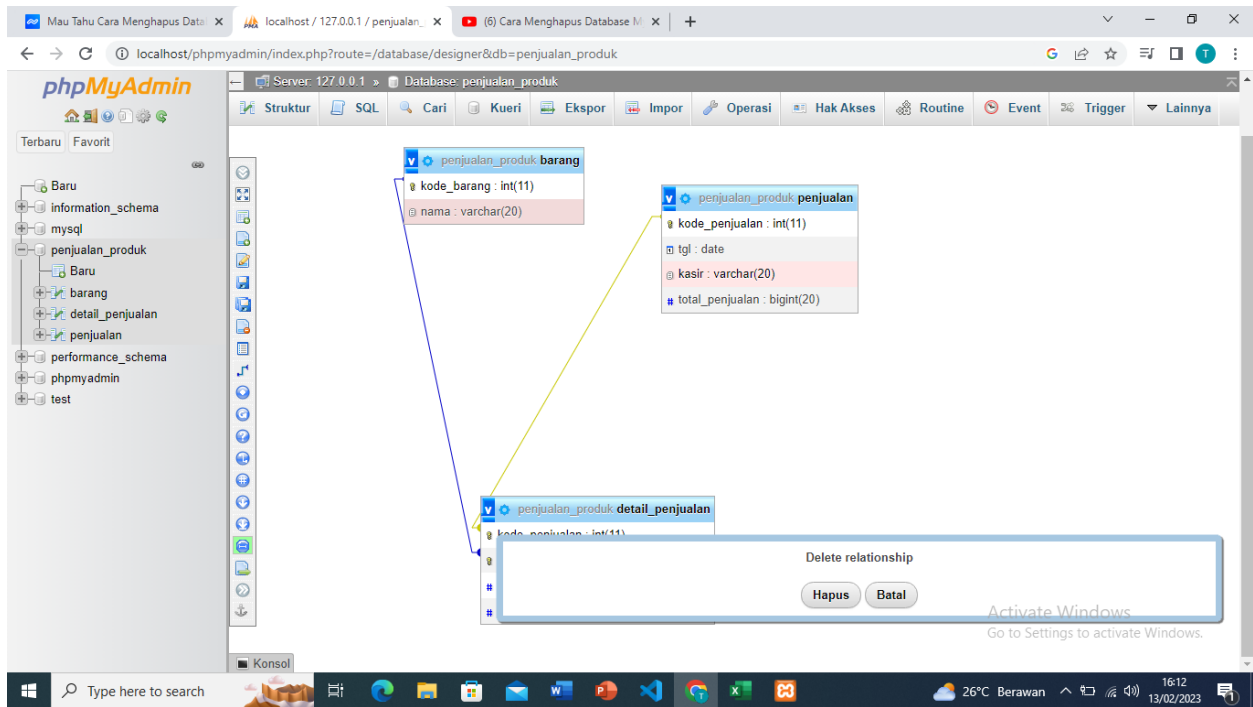 Mau Tahu Cara Menghapus Datal
localhost / 127.0.0.1 / penjualan_
(6) Cara Menghapus Database M
localhost/phpmyadmin/index.php?route=/database/designer&db=penjualan_produk
T
phpMyAdmin
Terbaru Favorit
Baru
information_schema
mysql
penjualan_produk
Baru
barang
detail_penjualan
penjualan
performance_schema
phpmyadmin
test
Server: 127.0.0.1 » Database: penjualan_produk
Struktur SQL Cari Kueri Ekspor Impor Operasi Hak Akses Routine Event Trigger Lainnya
v penjualan_produk barang
kode_barang : int(11)
nama : varchar(20)
v penjualan_produk penjualan
kode_penjualan : int(11)
tgl : date
kasir : varchar(20)
# total_penjualan : bigint(20)
v penjualan_produk detail_penjualan
kode_penjualan : int(11)
#
#
Delete relationship
Hapus Batal
Activate Windows
Go to Settings to activate Windows.
Konsol
Type here to search
26°C Berawan
16:12
13/02/2023